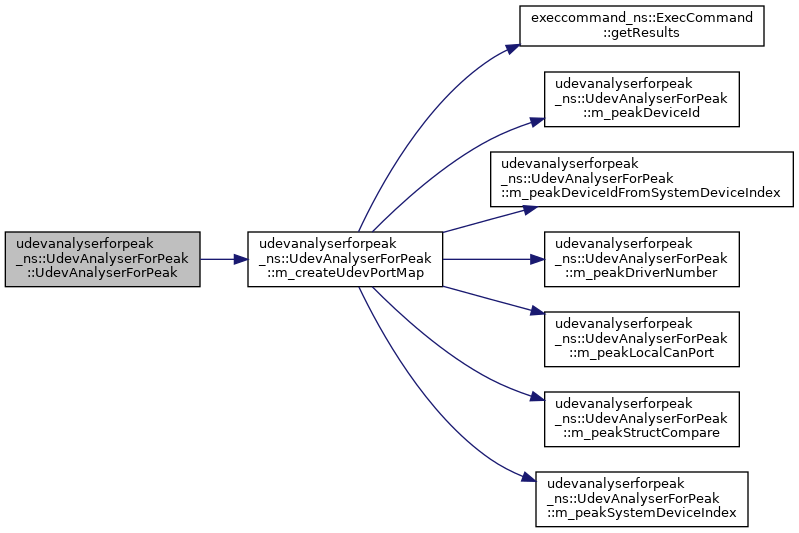 udevanalyserforpeak
_ns::UdevAnalyserForPeak
::UdevAnalyserForPeak
udevanalyserforpeak
_ns::UdevAnalyserForPeak
::m_createUdevPortMap
execcommand_ns::ExecCommand
::getResults
udevanalyserforpeak
_ns::UdevAnalyserForPeak
::m_peakDeviceId
udevanalyserforpeak
_ns::UdevAnalyserForPeak
::m_peakDeviceIdFromSystemDeviceIndex
udevanalyserforpeak
_ns::UdevAnalyserForPeak
::m_peakDriverNumber
udevanalyserforpeak
_ns::UdevAnalyserForPeak
::m_peakLocalCanPort
udevanalyserforpeak
_ns::UdevAnalyserForPeak
::m_peakStructCompare
udevanalyserforpeak
_ns::UdevAnalyserForPeak
::m_peakSystemDeviceIndex